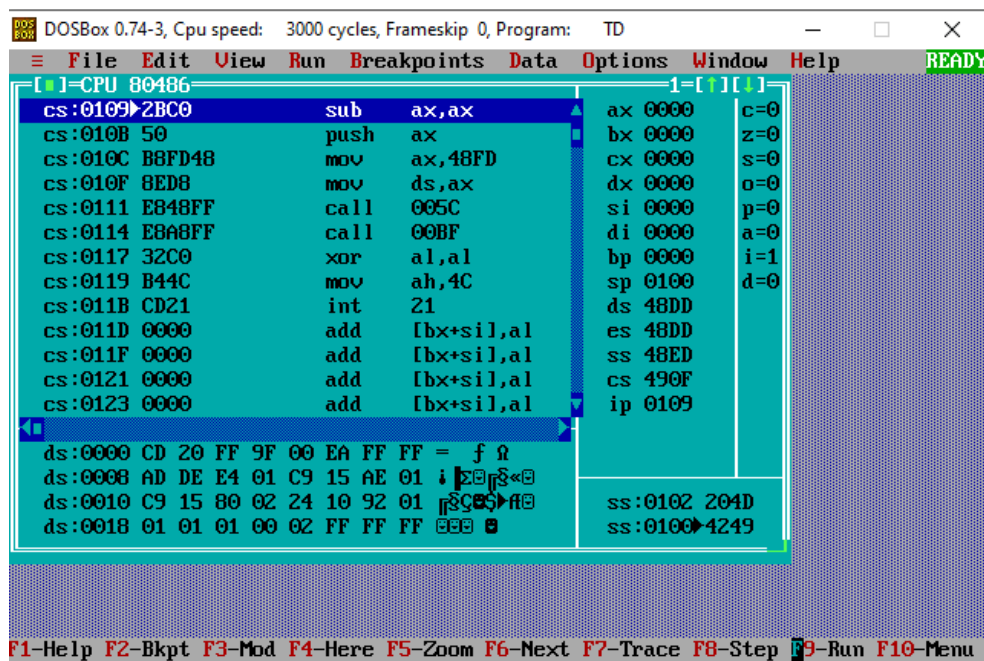 DOSBox 0.74-3, Cpu speed: 3000 cycles, Frameskip 0, Program: TD
≡ File Edit View Run Breakpoints Data Options Window Help READY
=[■]=CPU 80486 1=[↑][↓]=
cs:0109►2BC0 sub ax,ax ax 0000 c=0
cs:010B 50 push ax bx 0000 z=0
cs:010C B8FD48 mov ax,48FD cx 0000 s=0
cs:010F 8ED8 mov ds,ax dx 0000 o=0
cs:0111 E848FF call 005C si 0000 p=0
cs:0114 E8A8FF call 00BF di 0000 a=0
cs:0117 32C0 xor al,al bp 0000 i=1
cs:0119 B44C mov ah,4C sp 0100 d=0
cs:011B CD21 int 21 ds 48DD
cs:011D 0000 add [bx+si],al es 48DD
cs:011F 0000 add [bx+si],al ss 48ED
cs:0121 0000 add [bx+si],al cs 490F
cs:0123 0000 add [bx+si],al ip 0109
ds:0000 CD 20 FF 9F 00 EA FF FF = ƒ Ω
ds:0008 AD DE E4 01 C9 15 AE 01 ¡▐Σ☺╔§«☺
ds:0010 C9 15 80 02 24 10 92 01 ╔§Ç☻$►Æ☺ ss:0102 204D
ds:0018 01 01 01 00 02 FF FF FF ☺☺☺ ☻ ss:0100►4249
F1-Help F2-Bkpt F3-Mod F4-Here F5-Zoom F6-Next F7-Trace F8-Step F9-Run F10-Menu